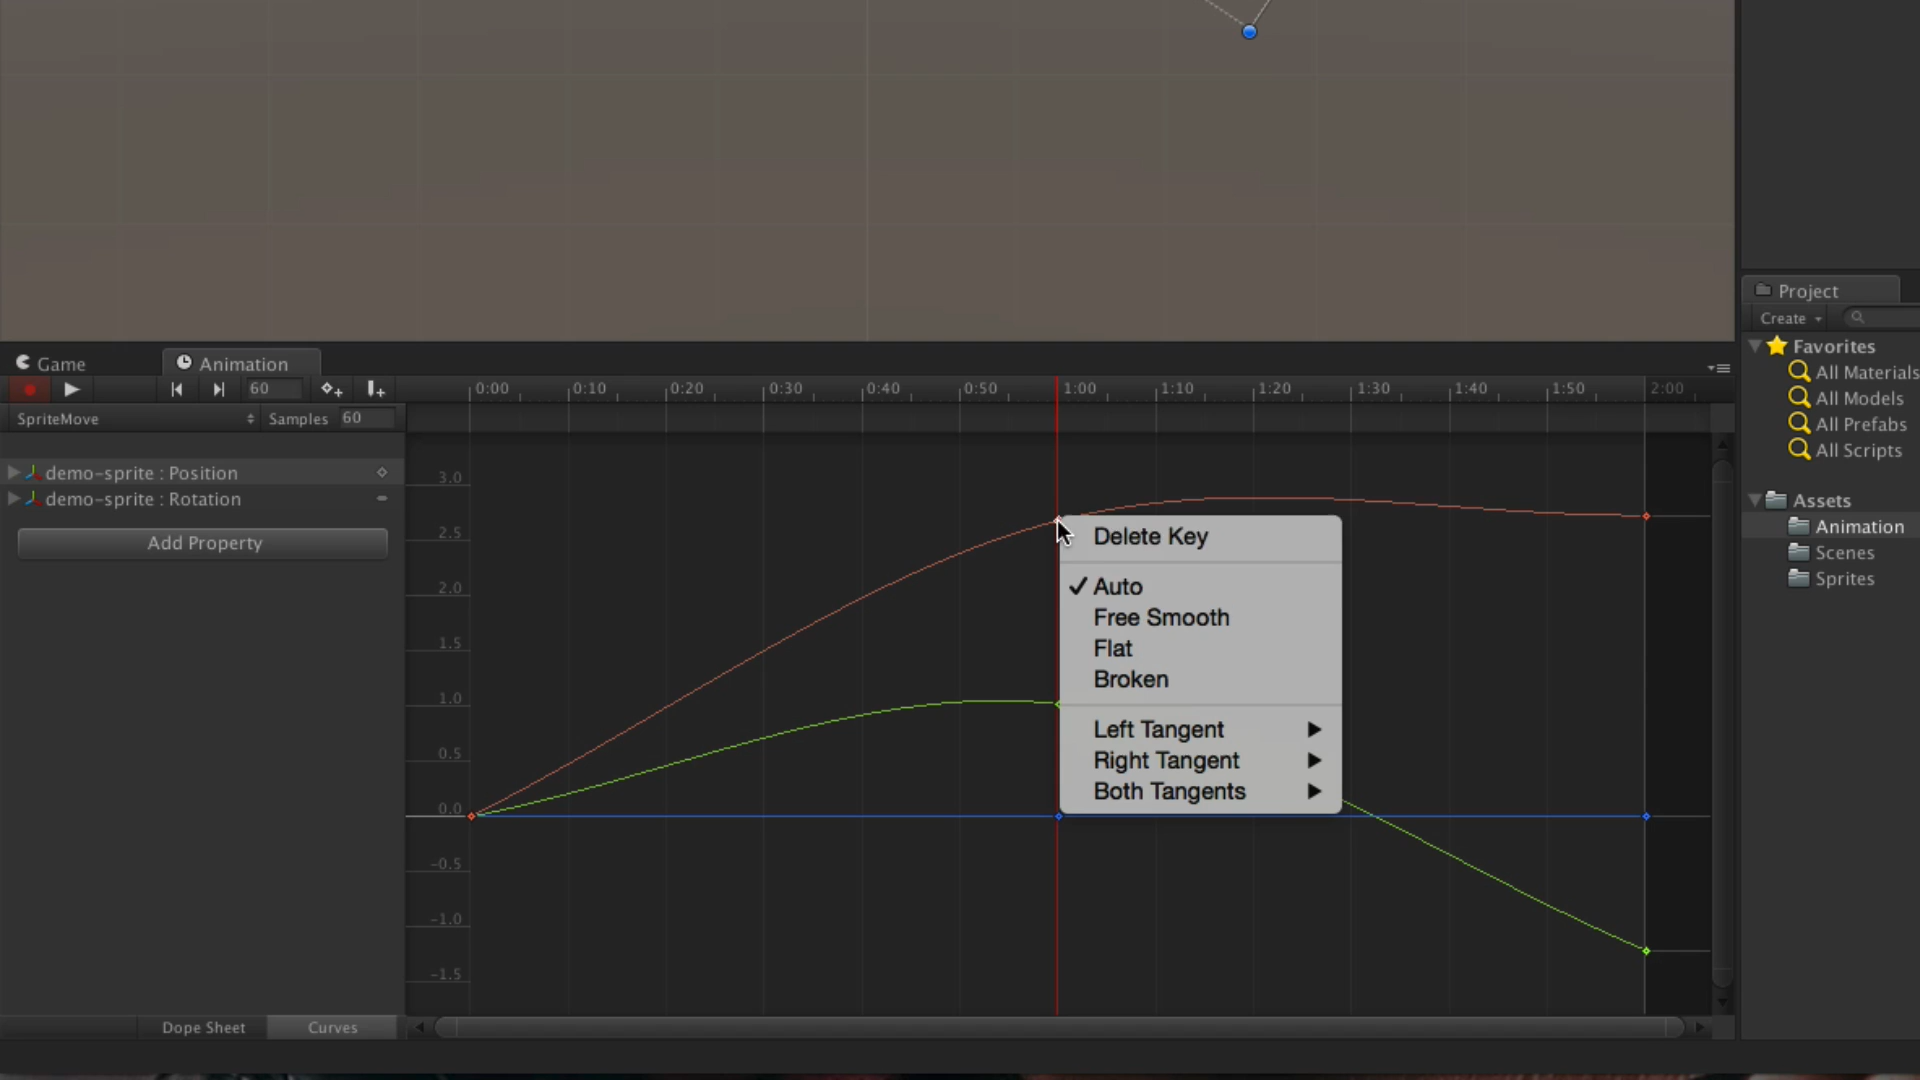 Project
Create
Game
Animation
Favorites
All Materials
All Models
All Prefabs
All Scripts
60
0:00 0:10 0:20 0:30 0:40 0:50 1:00 1:10 1:20 1:30 1:40 1:50 2:00
SpriteMove
Samples 60
demo-sprite : Position
demo-sprite : Rotation
Add Property
3.0
2.5
2.0
1.5
1.0
0.5
0.0
-0.5
-1.0
-1.5
Delete Key
Auto
Free Smooth
Flat
Broken
Left Tangent
Right Tangent
Both Tangents
Assets
Animation
Scenes
Sprites
Dope Sheet
Curves